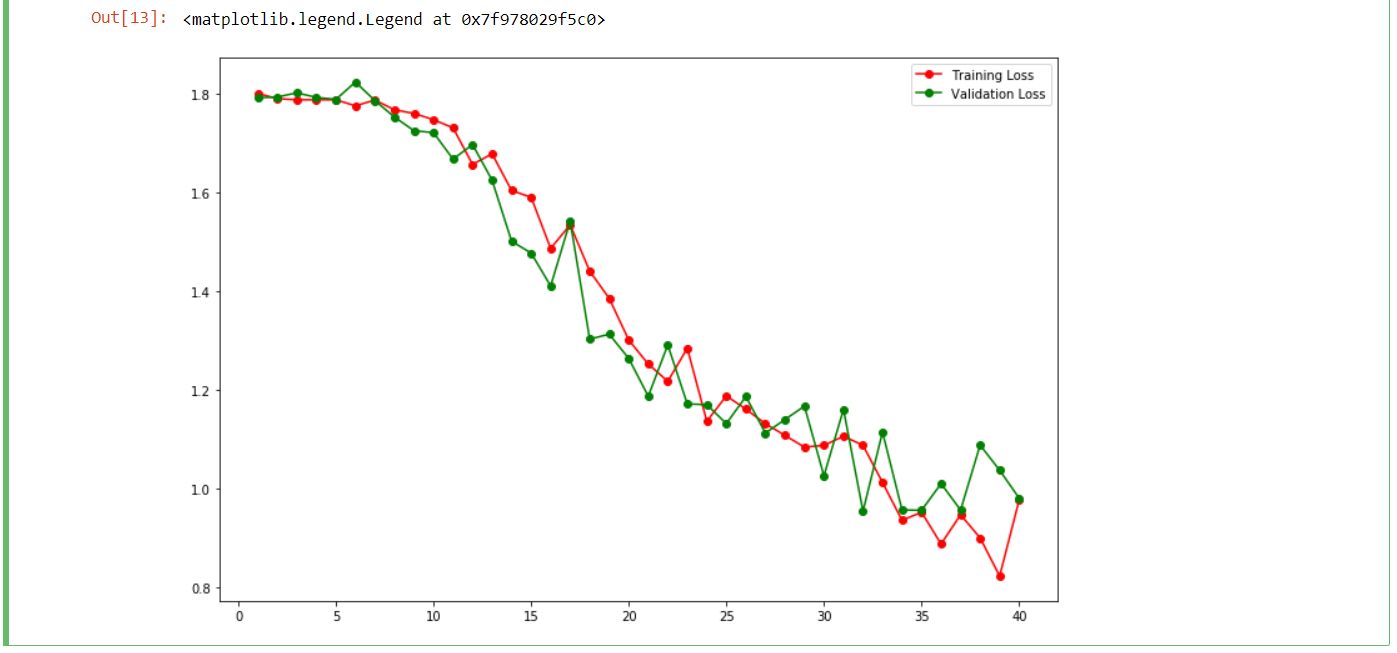 Out[13]: <matplotlib.legend.Legend at 0x7f978029f5c0>
Training Loss
Validation Loss
1.8
1.6
1.4
1.2
1.0
0.8
0 5 10 15 20 25 30 35 40